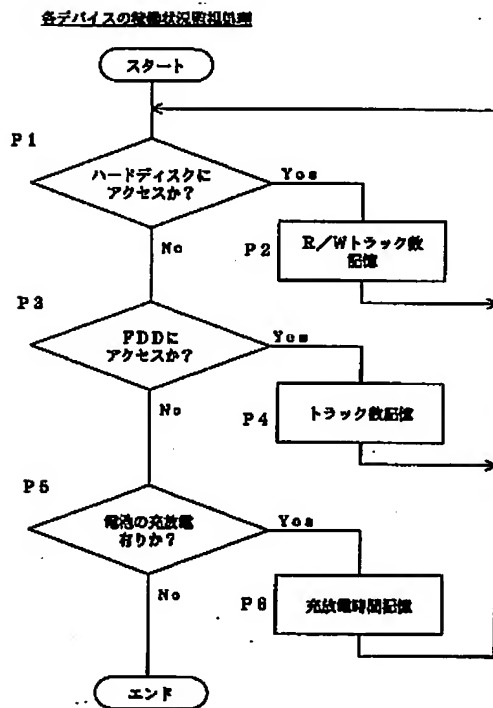 各デバイスの稼働状況監視処理
スタート
P1
ハードディスクに
アクセスか?
Yes
No
P2
R/Wトラック数
記憶
P3
FDDに
アクセスか?
Yes
No
P4
トラック数記憶
P5
電池の充放電
有りか?
Yes
No
P6
充放電時間記憶
エンド